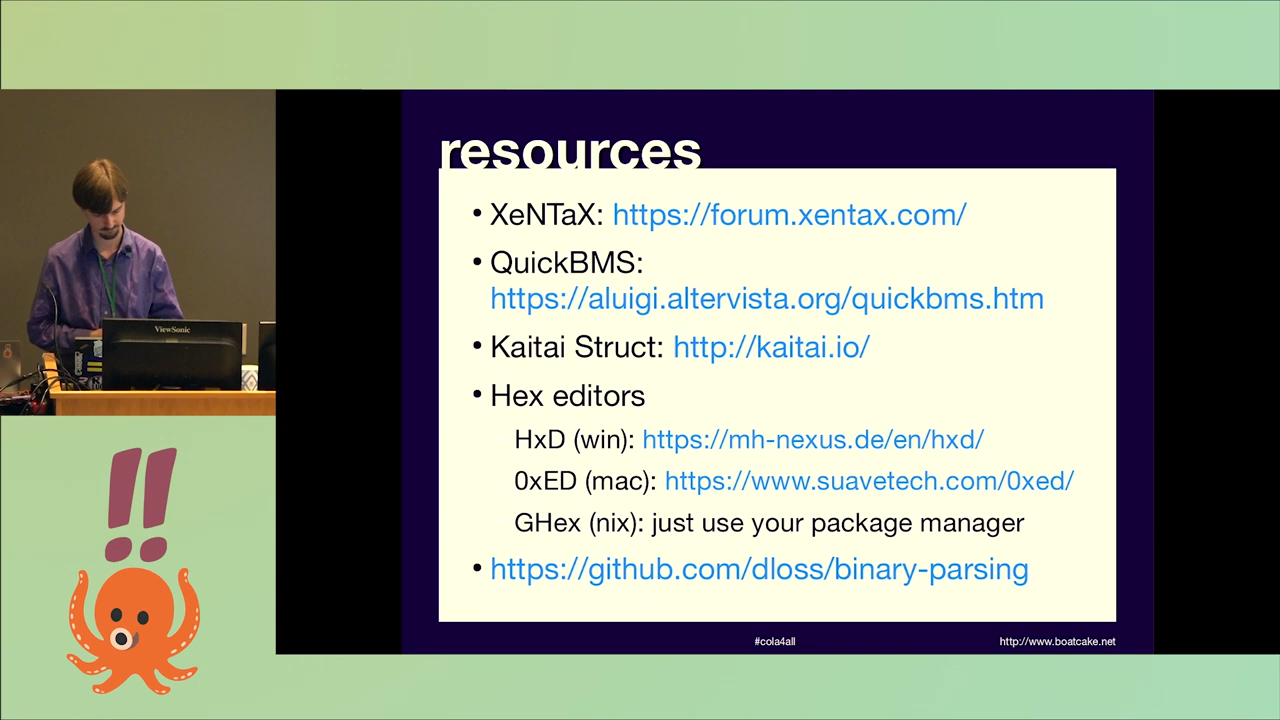 resources
• XeNTaX: https://forum.xentax.com/
• QuickBMS:
https://aluigi.altervista.org/quickbms.htm
• Kaitai Struct: http://kaitai.io/
• Hex editors
HxD (win): https://mh-nexus.de/en/hxd/
0xED (mac): https://www.suavetech.com/0xed/
GHex (nix): just use your package manager
• https://github.com/dloss/binary-parsing
#cola4all
http://www.boatcake.net
ViewSonic
!!